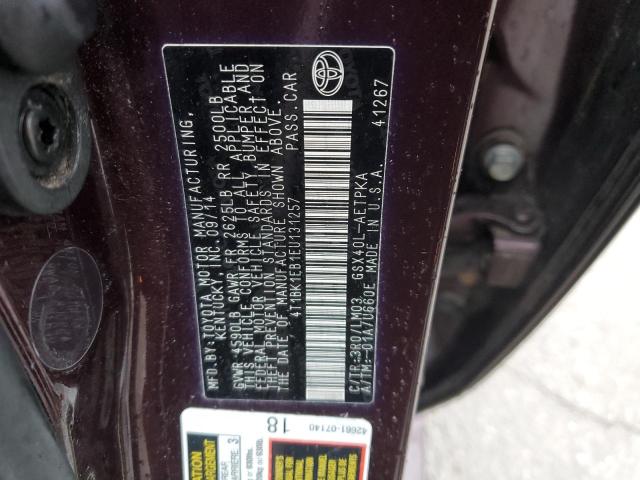 MFD.BY: TOYOTA MOTOR MANUFACTURING,
KENTUCKY, INC. 09/14
GVWR 4590LB GAWR FR 2625LB RR 2500LB
THIS VEHICLE CONFORMS TO ALL APPLICABLE
FEDERAL MOTOR VEHICLE SAFETY, BUMPER, AND
THEFT PREVENTION STANDARDS IN EFFECT ON
THE DATE OF MANUFACTURE SHOWN ABOVE.
4T1BK1EB1EU131257 PASS. CAR
41267
C/TR:3R0/LM03 GSX40L-AETPKA
A/TM:-01A/U660E MADE IN U.S.A.
42661-07140
18
REAR
ARRIERE 3